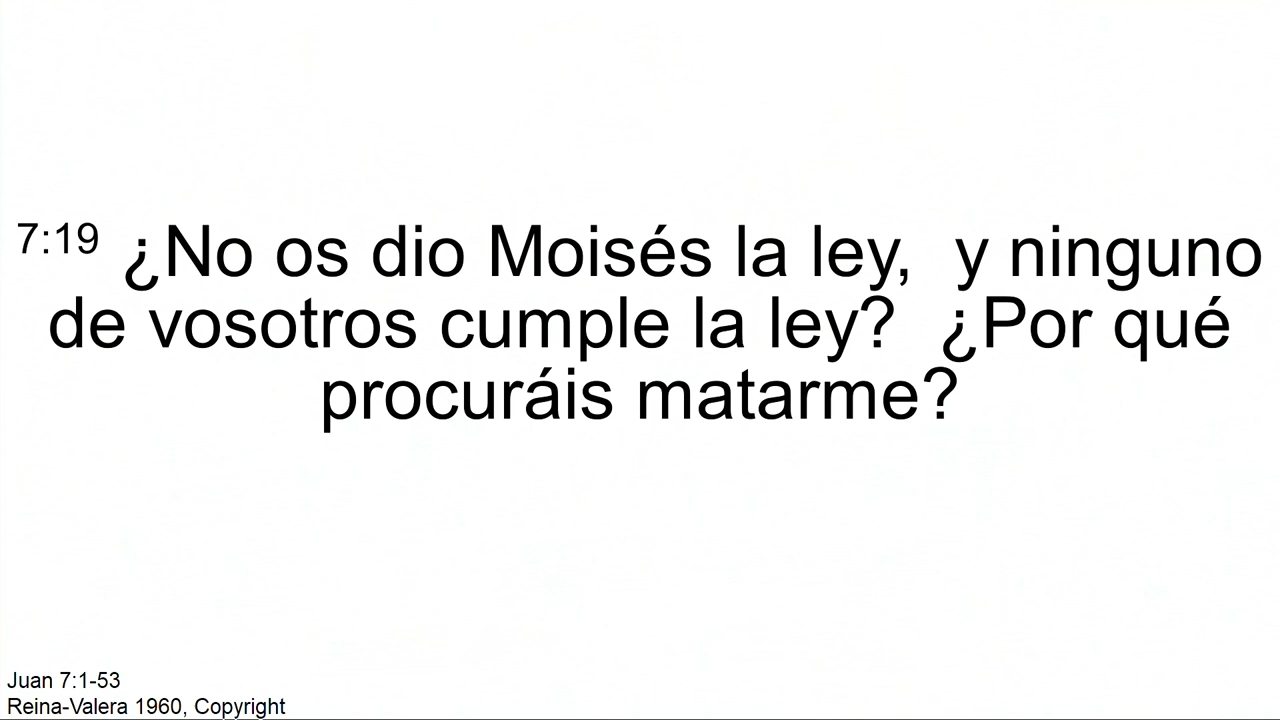 7:19 ¿No os dio Moisés la ley,  y ninguno
de vosotros cumple la ley?  ¿Por qué
procuráis matarme?
Juan 7:1-53
Reina-Valera 1960, Copyright